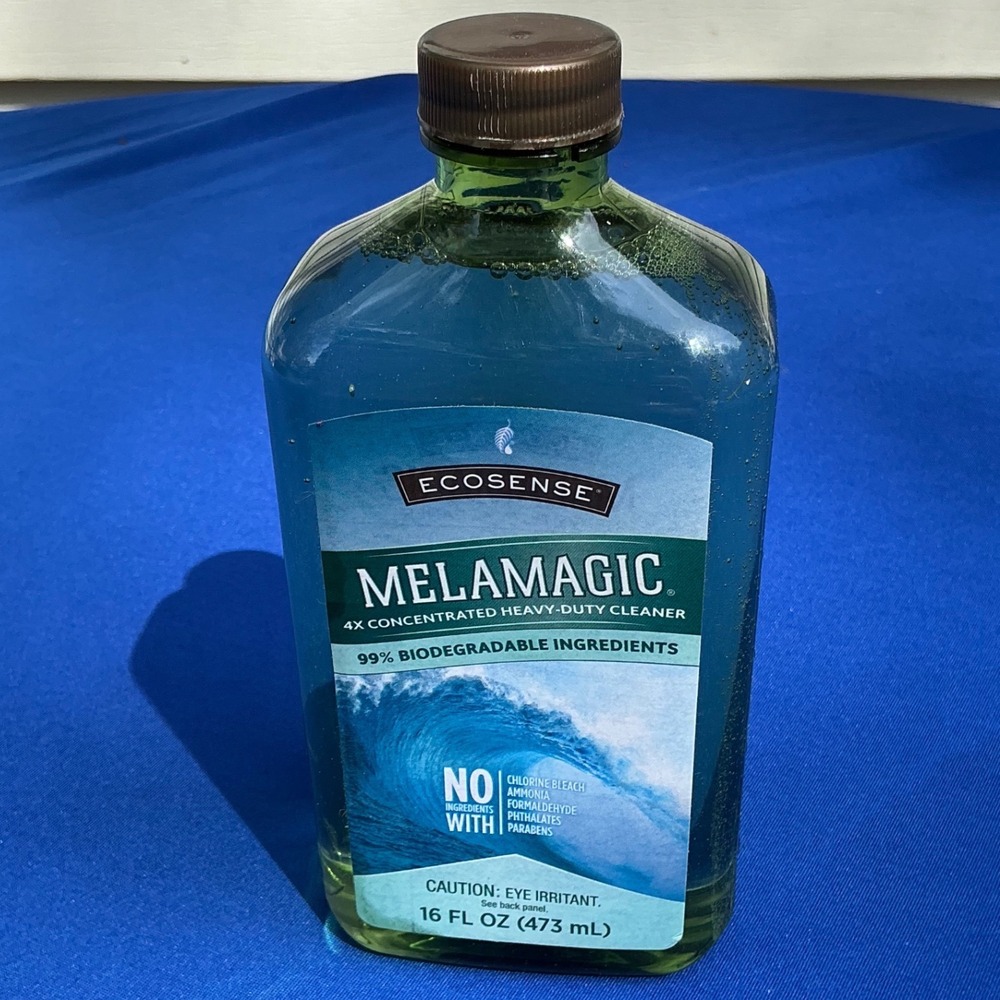 ECOSENSE®
MELAMAGIC®
4X CONCENTRATED HEAVY-DUTY CLEANER
99% BIODEGRADABLE INGREDIENTS
NO
INGREDIENTS
WITH
CHLORINE BLEACH
AMMONIA
FORMALDEHYDE
PHTHALATES
PARABENS
CAUTION: EYE IRRITANT.
See back panel.
16 FL OZ (473 mL)